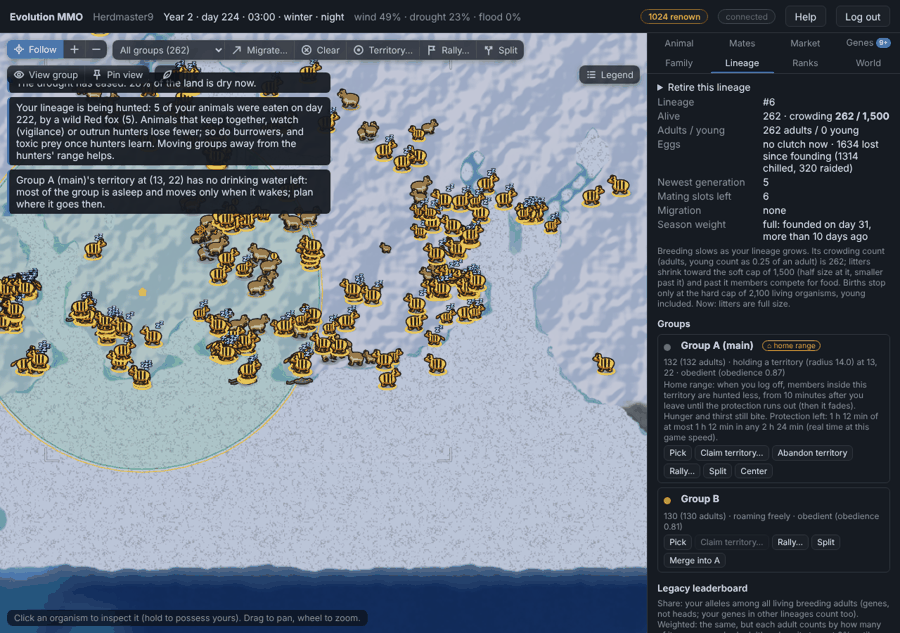 Evolution MMO Herdmaster9 Year 2 · day 224 · 03:00 · winter · night wind 49% · drought 23% · flood 0% 1024 renown connected Help Log out
Follow + − All groups (262) Migrate... Clear Territory... Rally... Split
View group Pin view Legend
The drought has eased: 20% of the land is dry now.
Your lineage is being hunted: 5 of your animals were eaten on day
222, by a wild Red fox (5). Animals that keep together, watch
(vigilance) or outrun hunters lose fewer; so do burrowers, and
toxic prey once hunters learn. Moving groups away from the
hunters' range helps.
Group A (main)'s territory at (13, 22) has no drinking water left:
most of the group is asleep and moves only when it wakes; plan
where it goes then.
Click an organism to inspect it (hold to possess yours). Drag to pan, wheel to zoom.
Animal Mates Market Genes 9+
Family Lineage Ranks World
▶ Retire this lineage
Lineage #6
Alive 262 · crowding 262 / 1,500
Adults / young 262 adults / 0 young
Eggs no clutch now · 1634 lost
since founding (1314
chilled, 320 raided)
Newest generation 5
Mating slots left 6
Migration none
Season weight full: founded on day 31,
more than 10 days ago
Breeding slows as your lineage grows. Its crowding count
(adults, young count as 0.25 of an adult) is 262; litters
shrink toward the soft cap of 1,500 (half size at it, smaller
past it) and past it members compete for food. Births stop
only at the hard cap of 2,100 living organisms, young
included. Now: litters are full size.
Groups
Group A (main) ⌂ home range
132 (132 adults) · holding a territory (radius 14.0) at 13,
22 · obedient (obedience 0.87)
Home range: when you log off, members inside this
territory are hunted less, from 10 minutes after you
leave until the protection runs out (then it fades).
Hunger and thirst still bite. Protection left: 1 h 12 min of
at most 1 h 12 min in any 2 h 24 min (real time at this
game speed).
Pick Claim territory... Abandon territory
Rally... Split Center
Group B
130 (130 adults) · roaming freely · obedient (obedience
0.81)
Pick Claim territory... Rally... Split
Merge into A
Legacy leaderboard
Share: your alleles among all living breeding adults (genes,
not heads; your genes in other lineages count too).
Weighted: the same, but each adult counts by how many